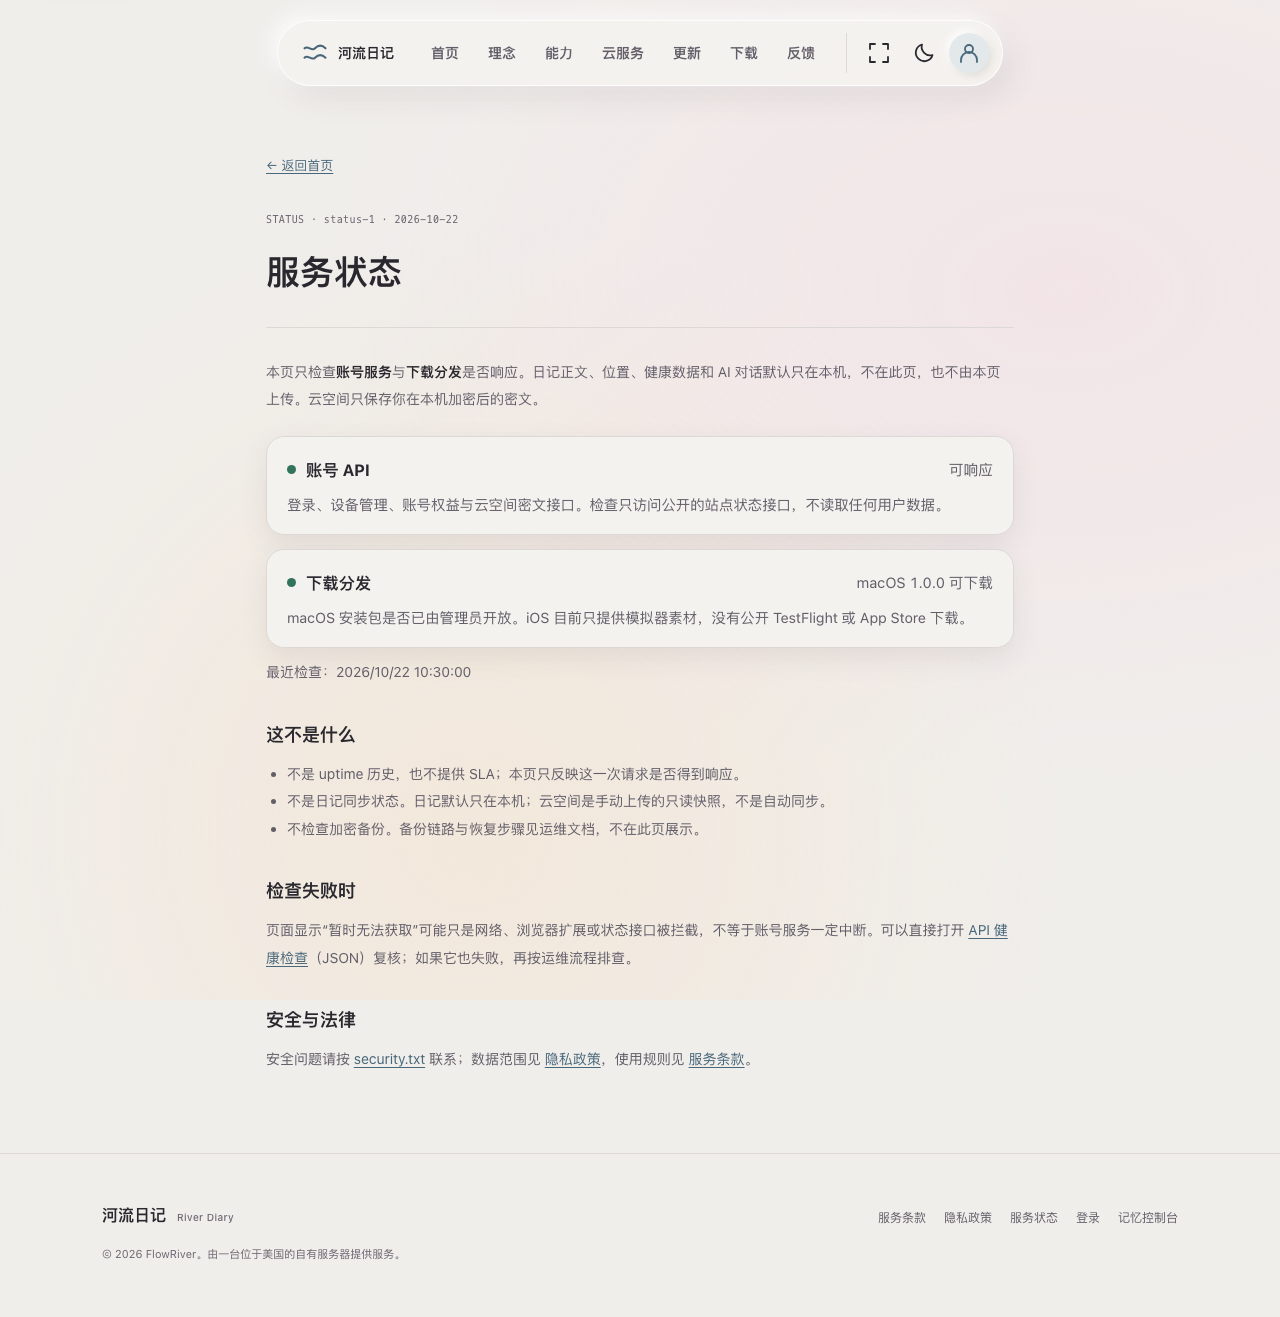 河流日记 首页 理念 能力 云服务 更新 下载 反馈
← 返回首页
STATUS · status-1 · 2026-10-22
服务状态
本页只检查账号服务与下载分发是否响应。日记正文、位置、健康数据和 AI 对话默认只在本机，不在此页，也不由本页
上传。云空间只保存你在本机加密后的密文。
账号 API 可响应
登录、设备管理、账号权益与云空间密文接口。检查只访问公开的站点状态接口，不读取任何用户数据。
下载分发 macOS 1.0.0 可下载
macOS 安装包是否已由管理员开放。iOS 目前只提供模拟器素材，没有公开 TestFlight 或 App Store 下载。
最近检查：2026/10/22 10:30:00
这不是什么
不是 uptime 历史，也不提供 SLA；本页只反映这一次请求是否得到响应。
不是日记同步状态。日记默认只在本机；云空间是手动上传的只读快照，不是自动同步。
不检查加密备份。备份链路与恢复步骤见运维文档，不在此页展示。
检查失败时
页面显示“暂时无法获取”可能只是网络、浏览器扩展或状态接口被拦截，不等于账号服务一定中断。可以直接打开 API 健
康检查（JSON）复核；如果它也失败，再按运维流程排查。
安全与法律
安全问题请按 security.txt 联系；数据范围见 隐私政策，使用规则见 服务条款。
河流日记 River Diary 服务条款 隐私政策 服务状态 登录 记忆控制台
© 2026 FlowRiver。由一台位于美国的自有服务器提供服务。